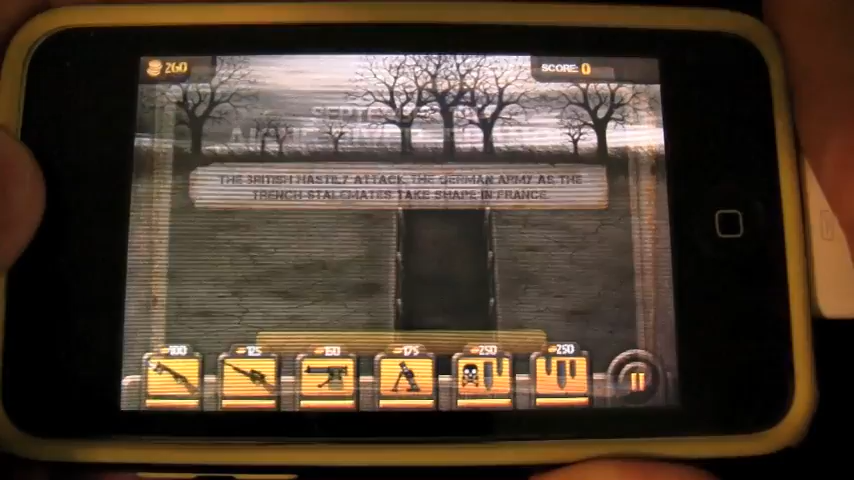 260
SCORE: 0
THE BRITISH HASTILY ATTACK THE GERMAN ARMY AS THE
TRENCH STALEMATES TAKE SHAPE IN FRANCE.
100
125
150
175
250
250